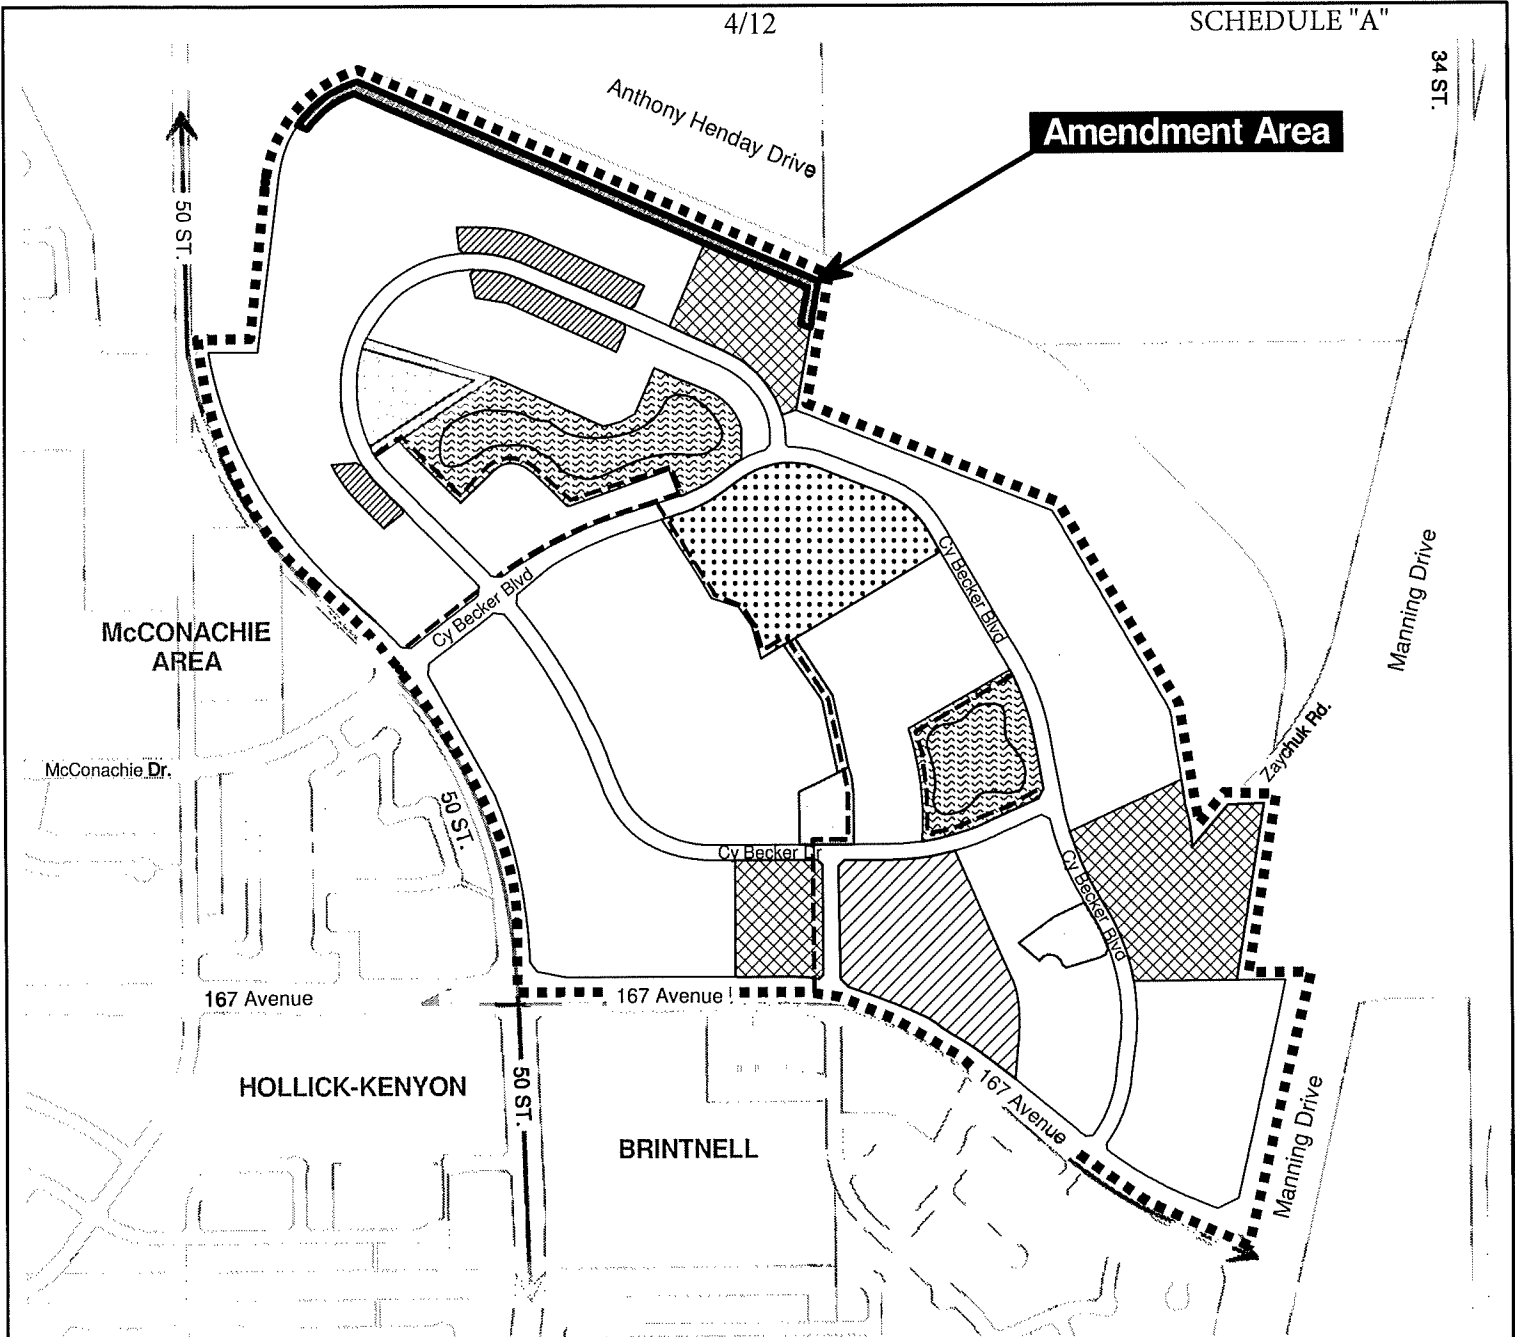 4/12
SCHEDULE "A"
34 ST.
Anthony Henday Drive
Amendment Area
50 ST.
Manning Drive
Cy Becker Blvd
Cy Becker Blvd
McCONACHIE
AREA
Zaychuk Rd.
McConachie Dr.
50 ST.
Cy Becker Dr
Cy Becker Blvd
167 Avenue
167 Avenue
HOLLICK-KENYON
50 ST.
167 Avenue
BRINTNELL
Manning Drive